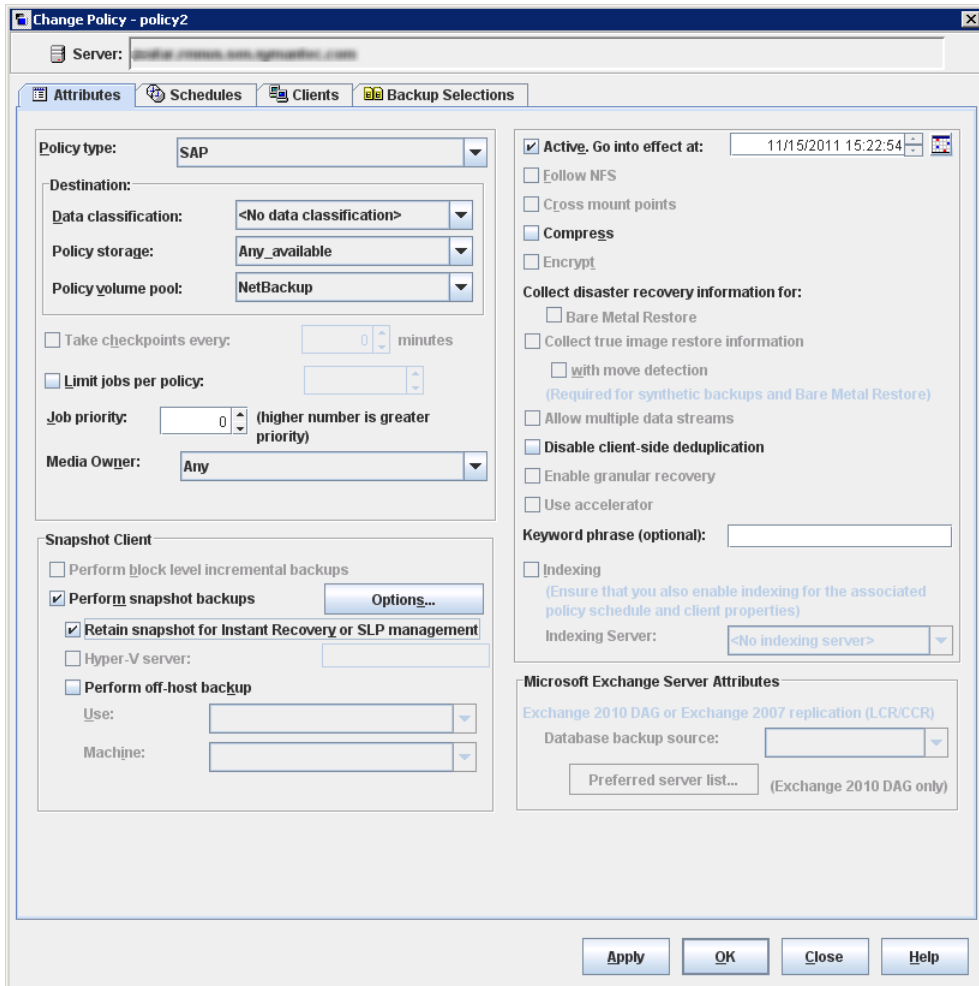 Change Policy - policy2
Server:
Attributes
Schedules
Clients
Backup Selections
Policy type:
SAP
Destination:
Data classification:
<No data classification>
Policy storage:
Any_available
Policy volume pool:
NetBackup
Take checkpoints every:
0
minutes
Limit jobs per policy:
Job priority:
0
(higher number is greater
priority)
Media Owner:
Any
Snapshot Client
Perform block level incremental backups
Perform snapshot backups
Options...
Retain snapshot for Instant Recovery or SLP management
Hyper-V server:
Perform off-host backup
Use:
Machine:
Active. Go into effect at:
11/15/2011 15:22:54
Follow NFS
Cross mount points
Compress
Encrypt
Collect disaster recovery information for:
Bare Metal Restore
Collect true image restore information
with move detection
(Required for synthetic backups and Bare Metal Restore)
Allow multiple data streams
Disable client-side deduplication
Enable granular recovery
Use accelerator
Keyword phrase (optional):
Indexing
(Ensure that you also enable indexing for the associated
policy schedule and client properties)
Indexing Server:
<No indexing server>
Microsoft Exchange Server Attributes
Exchange 2010 DAG or Exchange 2007 replication (LCR/CCR)
Database backup source:
Preferred server list...
(Exchange 2010 DAG only)
Apply
OK
Close
Help